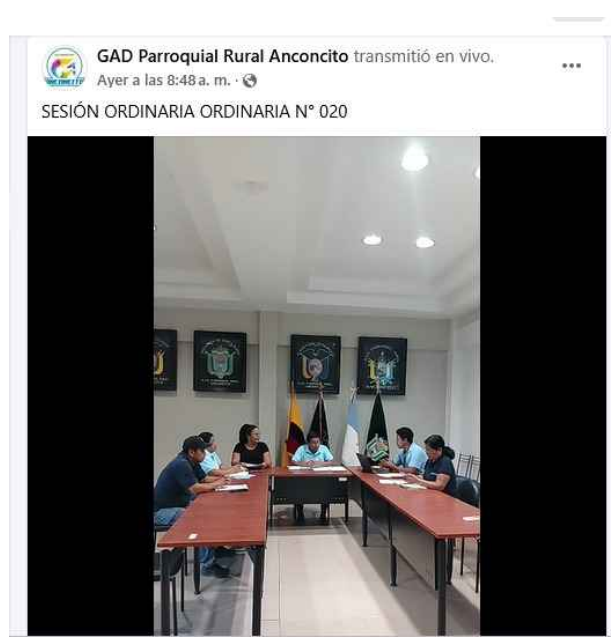 GAD Parroquial Rural Anconcito transmitió en vivo.
Ayer a las 8:48 a. m. ·
SESIÓN ORDINARIA ORDINARIA N° 020